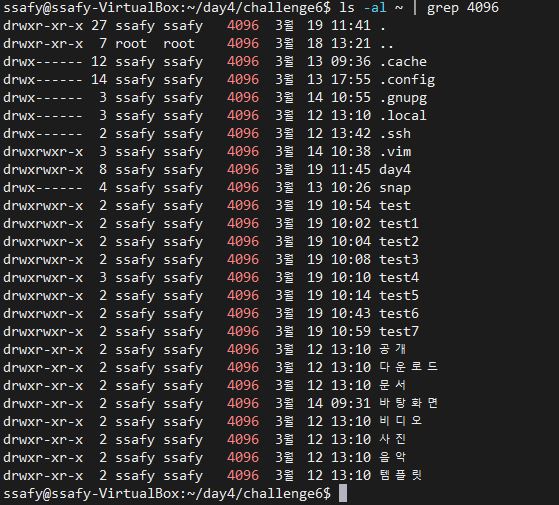 ssafy@ssafy-VirtualBox:~/day4/challenge6$ ls -al ~ | grep 4096
drwxr-xr-x 27 ssafy ssafy 4096 3월 19 11:41 .
drwxr-xr-x 7 root root 4096 3월 18 13:21 ..
drwx------ 12 ssafy ssafy 4096 3월 13 09:36 .cache
drwx------ 14 ssafy ssafy 4096 3월 13 17:55 .config
drwx------ 3 ssafy ssafy 4096 3월 14 10:55 .gnupg
drwx------ 3 ssafy ssafy 4096 3월 12 13:10 .local
drwx------ 2 ssafy ssafy 4096 3월 12 13:42 .ssh
drwxrwxr-x 3 ssafy ssafy 4096 3월 14 10:38 .vim
drwxrwxr-x 8 ssafy ssafy 4096 3월 19 11:45 day4
drwx------ 4 ssafy ssafy 4096 3월 13 10:26 snap
drwxrwxr-x 2 ssafy ssafy 4096 3월 19 10:54 test
drwxrwxr-x 2 ssafy ssafy 4096 3월 19 10:02 test1
drwxrwxr-x 2 ssafy ssafy 4096 3월 19 10:04 test2
drwxrwxr-x 2 ssafy ssafy 4096 3월 19 10:08 test3
drwxrwxr-x 3 ssafy ssafy 4096 3월 19 10:10 test4
drwxrwxr-x 2 ssafy ssafy 4096 3월 19 10:14 test5
drwxrwxr-x 2 ssafy ssafy 4096 3월 19 10:43 test6
drwxrwxr-x 2 ssafy ssafy 4096 3월 19 10:59 test7
drwxr-xr-x 2 ssafy ssafy 4096 3월 12 13:10 공개
drwxr-xr-x 2 ssafy ssafy 4096 3월 12 13:10 다운로드
drwxr-xr-x 2 ssafy ssafy 4096 3월 12 13:10 문서
drwxr-xr-x 2 ssafy ssafy 4096 3월 14 09:31 바탕화면
drwxr-xr-x 2 ssafy ssafy 4096 3월 12 13:10 비디오
drwxr-xr-x 2 ssafy ssafy 4096 3월 12 13:10 사진
drwxr-xr-x 2 ssafy ssafy 4096 3월 12 13:10 음악
drwxr-xr-x 2 ssafy ssafy 4096 3월 12 13:10 템플릿
ssafy@ssafy-VirtualBox:~/day4/challenge6$